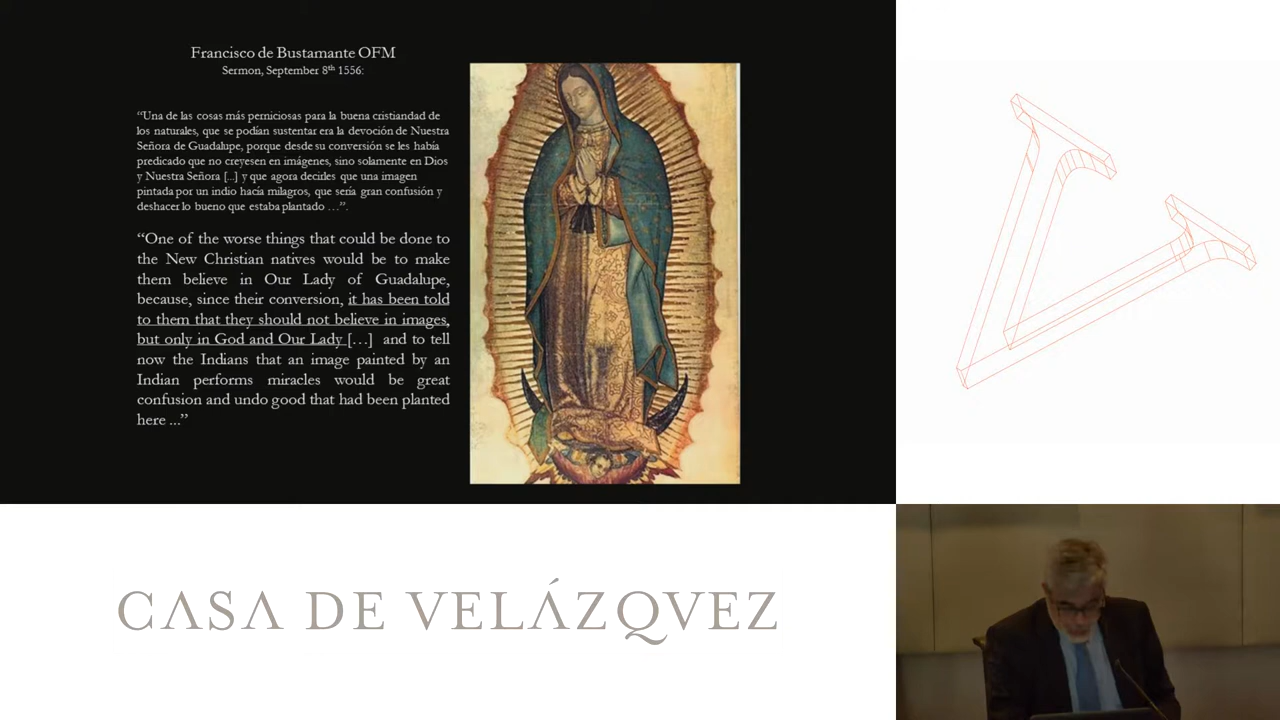 Francisco de Bustamante OFM
Sermon, September 8th 1556:
“Una de las cosas más perniciosas para la buena cristiandad de
los naturales, que se podían sustentar era la devoción de Nuestra
Señora de Guadalupe, porque desde su conversión se les había
predicado que no creyesen en imágenes, sino solamente en Dios
y Nuestra Señora [...] y que agora decirles que una imagen
pintada por un indio hacía milagros, que sería gran confusión y
deshacer lo bueno que estaba plantado …”.
“One of the worse things that could be done to
the New Christian natives would be to make
them believe in Our Lady of Guadalupe,
because, since their conversion, it has been told
to them that they should not believe in images,
but only in God and Our Lady […] and to tell
now the Indians that an image painted by an
Indian performs miracles would be great
confusion and undo good that had been planted
here ...”
CASA DE VELÁZQVEZ